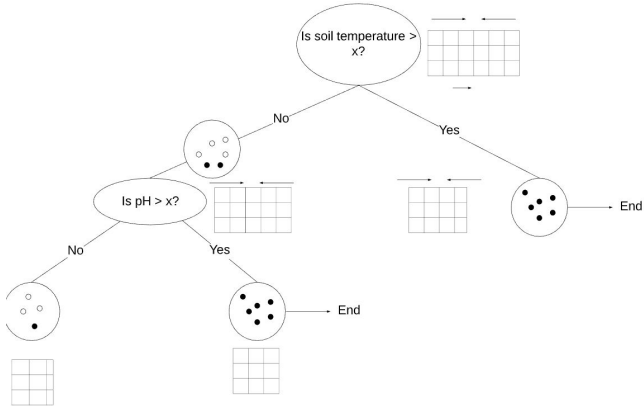 Is soil temperature >
x?
No
Yes
Is pH > x?
End
No
Yes
End